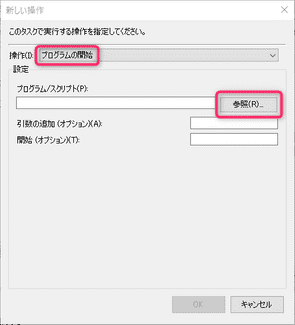 新しい操作
このタスクで実行する操作を指定してください。
操作(I): プログラムの開始
設定
プログラム/スクリプト(P):
参照(R)...
引数の追加 (オプション)(A):
開始 (オプション)(T):
OK キャンセル